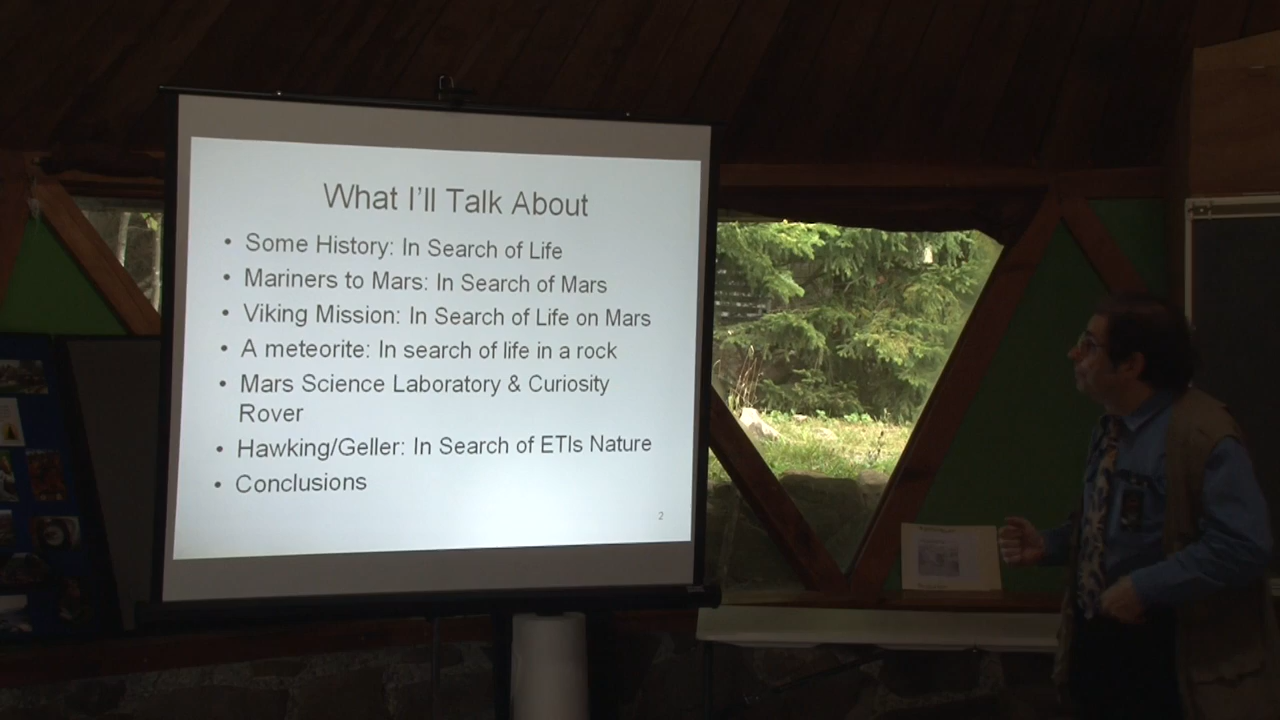 What I'll Talk About
• Some History: In Search of Life
• Mariners to Mars: In Search of Mars
• Viking Mission: In Search of Life on Mars
• A meteorite: In search of life in a rock
• Mars Science Laboratory & Curiosity
Rover
• Hawking/Geller: In Search of ETIs Nature
• Conclusions
2